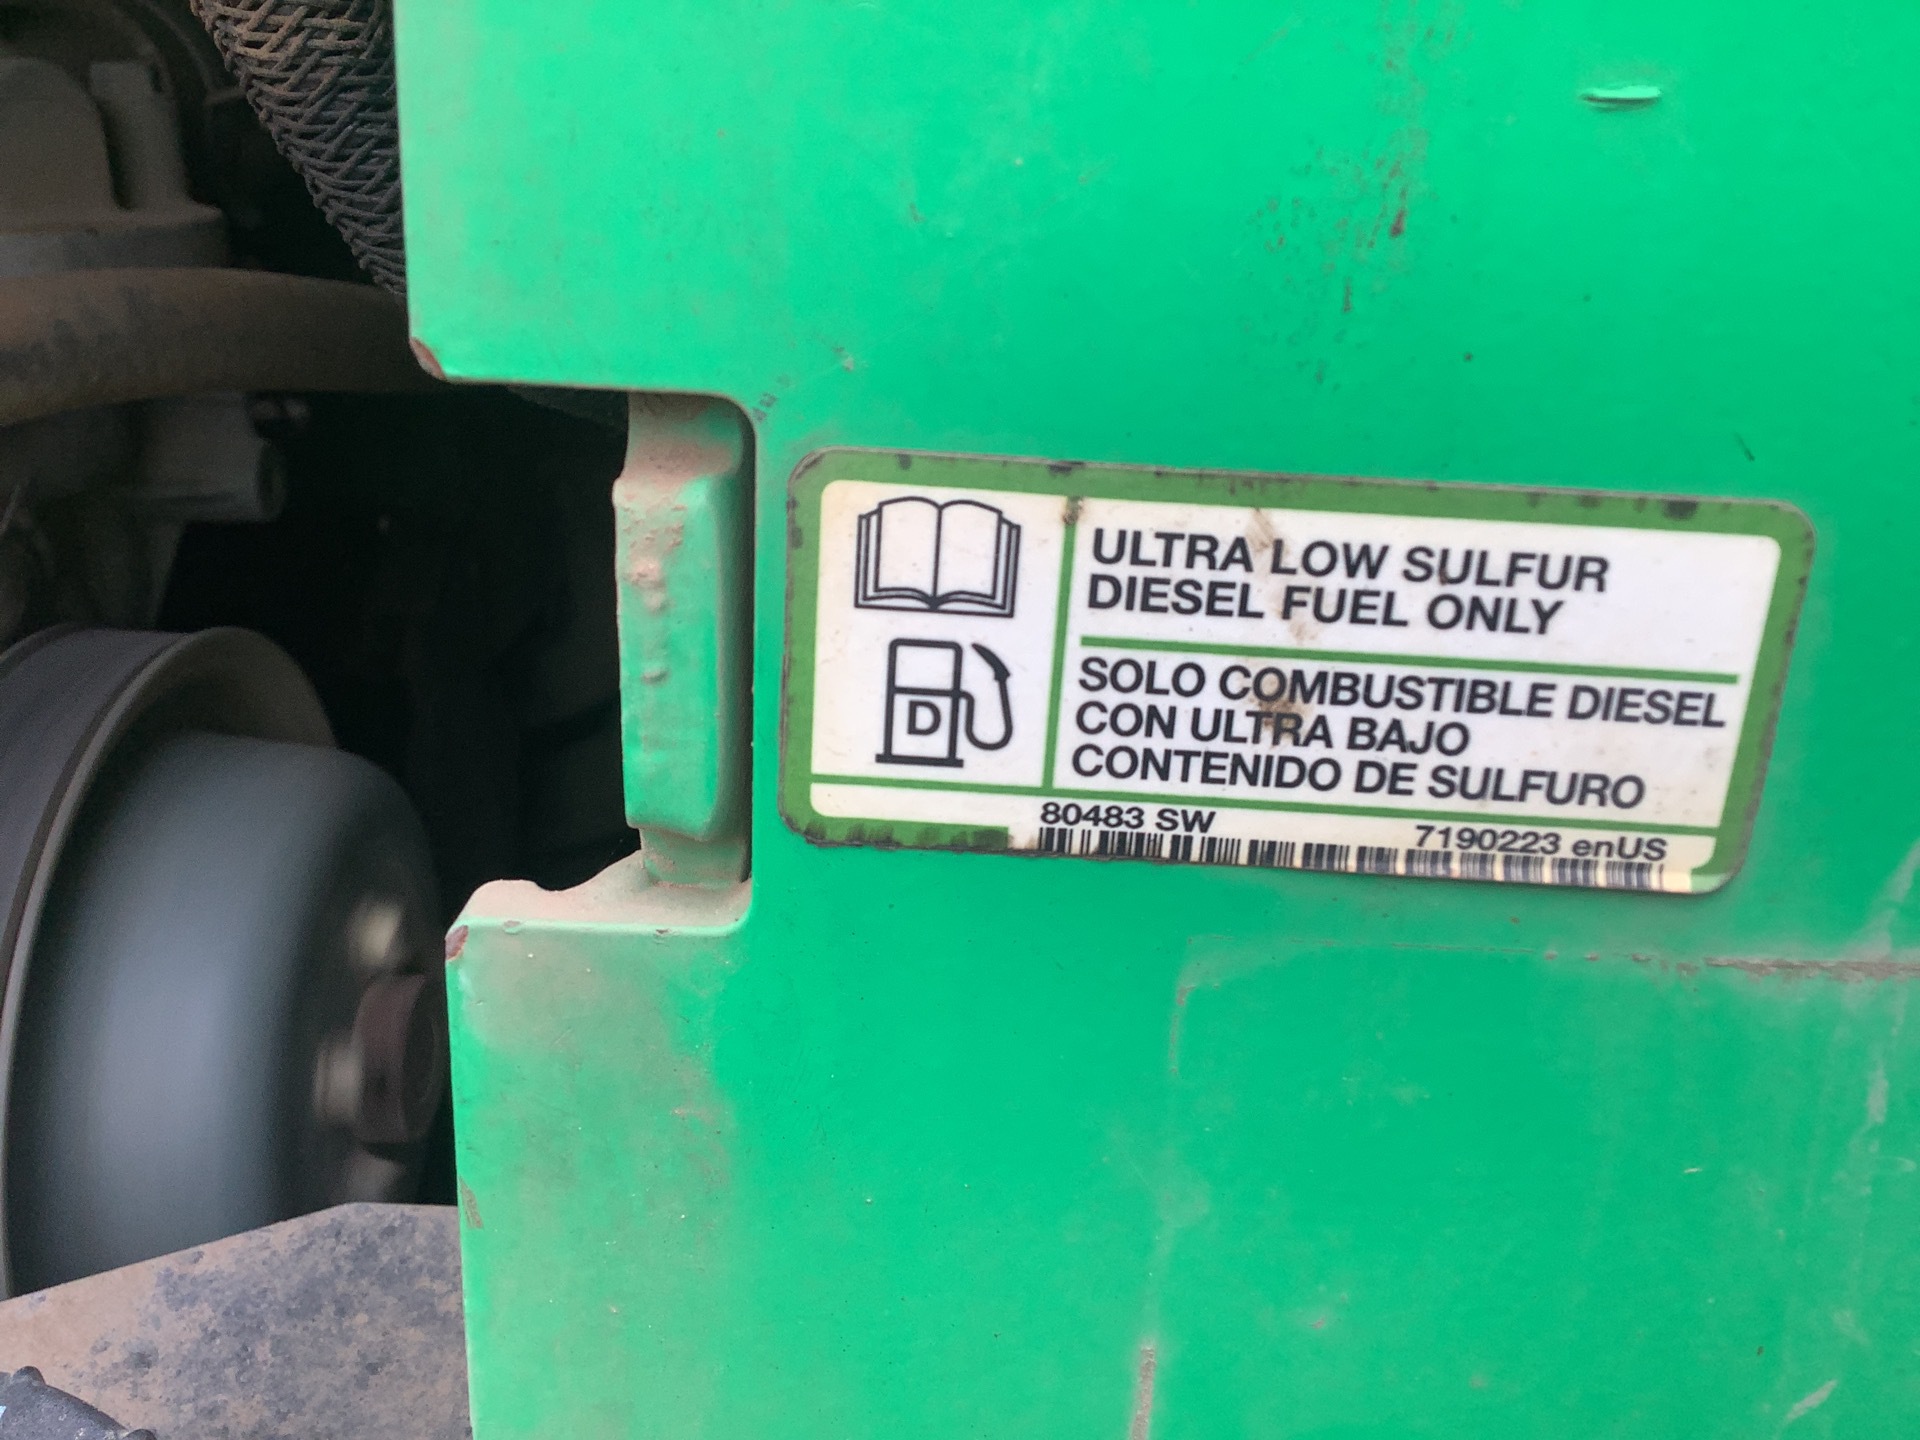 ULTRA LOW SULFUR
DIESEL FUEL ONLY
D
SOLO COMBUSTIBLE DIESEL
CON ULTRA BAJO
CONTENIDO DE SULFURO
80483 SW
7190223 enUS